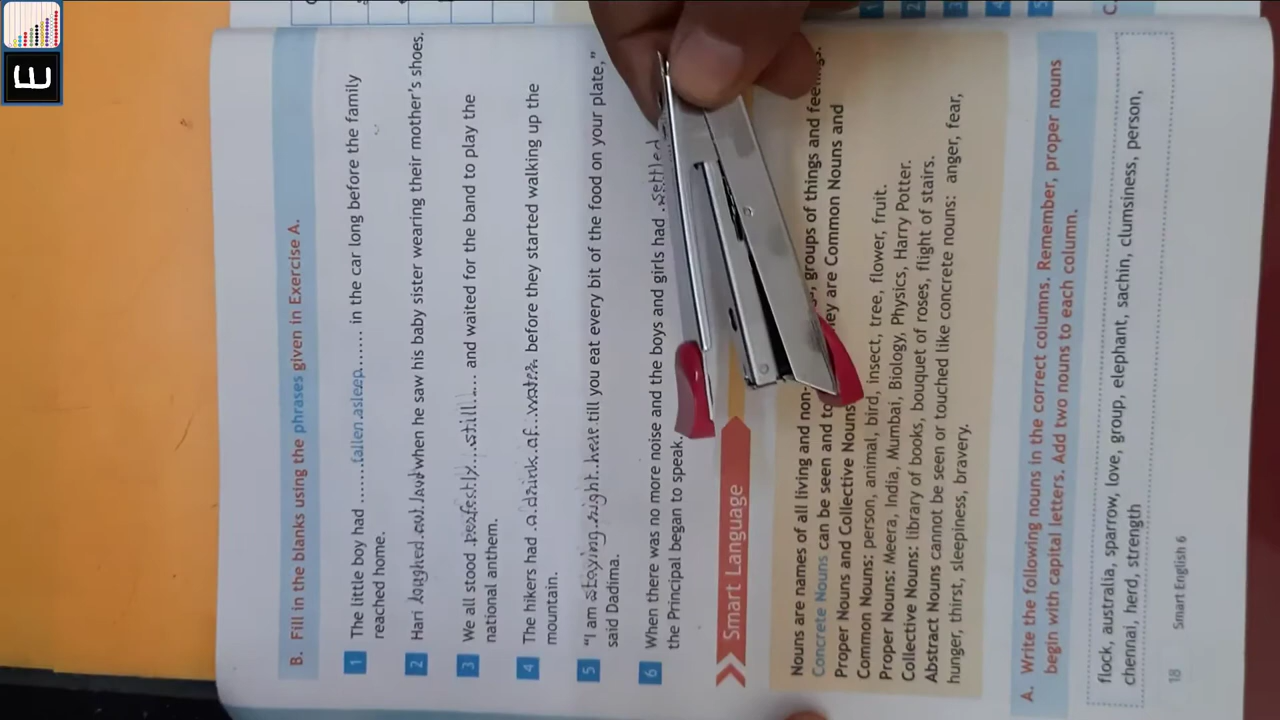 E
B. Fill in the blanks using the phrases given in Exercise A.
1 The little boy had ......fallen asleep...... in the car long before the family
reached home.
2 Hari laughed out loud when he saw his baby sister wearing their mother's shoes.
3 We all stood perfectly...still.... and waited for the band to play the
national anthem.
4 The hikers had a drink of water before they started walking up the
mountain.
5 "I am staying right here till you eat every bit of the food on your plate,"
said Dadima.
6 When there was no more noise and the boys and girls had settled
the Principal began to speak.
Smart Language
Nouns are names of all living and non- groups of things and feelings.
Concrete Nouns can be seen and to They are Common Nouns and
Proper Nouns and Collective Nouns
Common Nouns: person, animal, bird, insect, tree, flower, fruit.
Proper Nouns: Meera, India, Mumbai, Biology, Physics, Harry Potter.
Collective Nouns: library of books, bouquet of roses, flight of stairs.
Abstract Nouns cannot be seen or touched like concrete nouns: anger, fear,
hunger, thirst, sleepiness, bravery.
A. Write the following nouns in the correct columns. Remember, proper nouns
begin with capital letters. Add two nouns to each column.
flock, australia, sparrow, love, group, elephant, sachin, clumsiness, person,
chennai, herd, strength
18 Smart English 6
1
2
3
4
5
C.